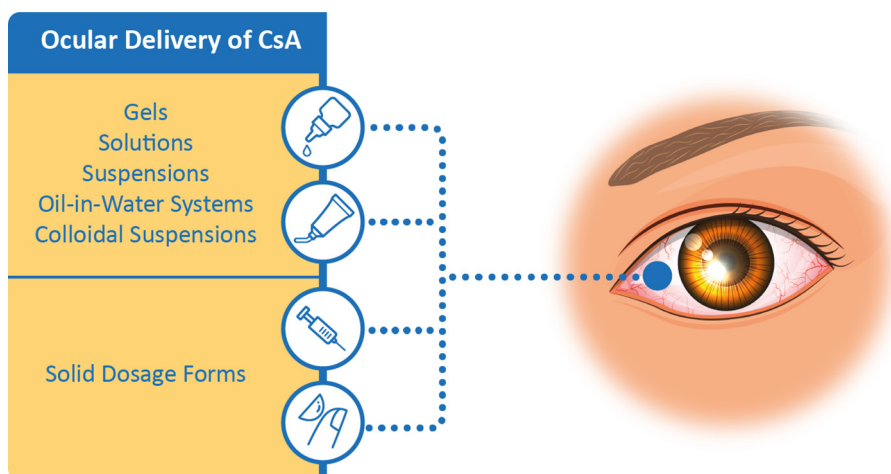 Ocular Delivery of CsA
Gels
Solutions
Suspensions
Oil-in-Water Systems
Colloidal Suspensions
Solid Dosage Forms